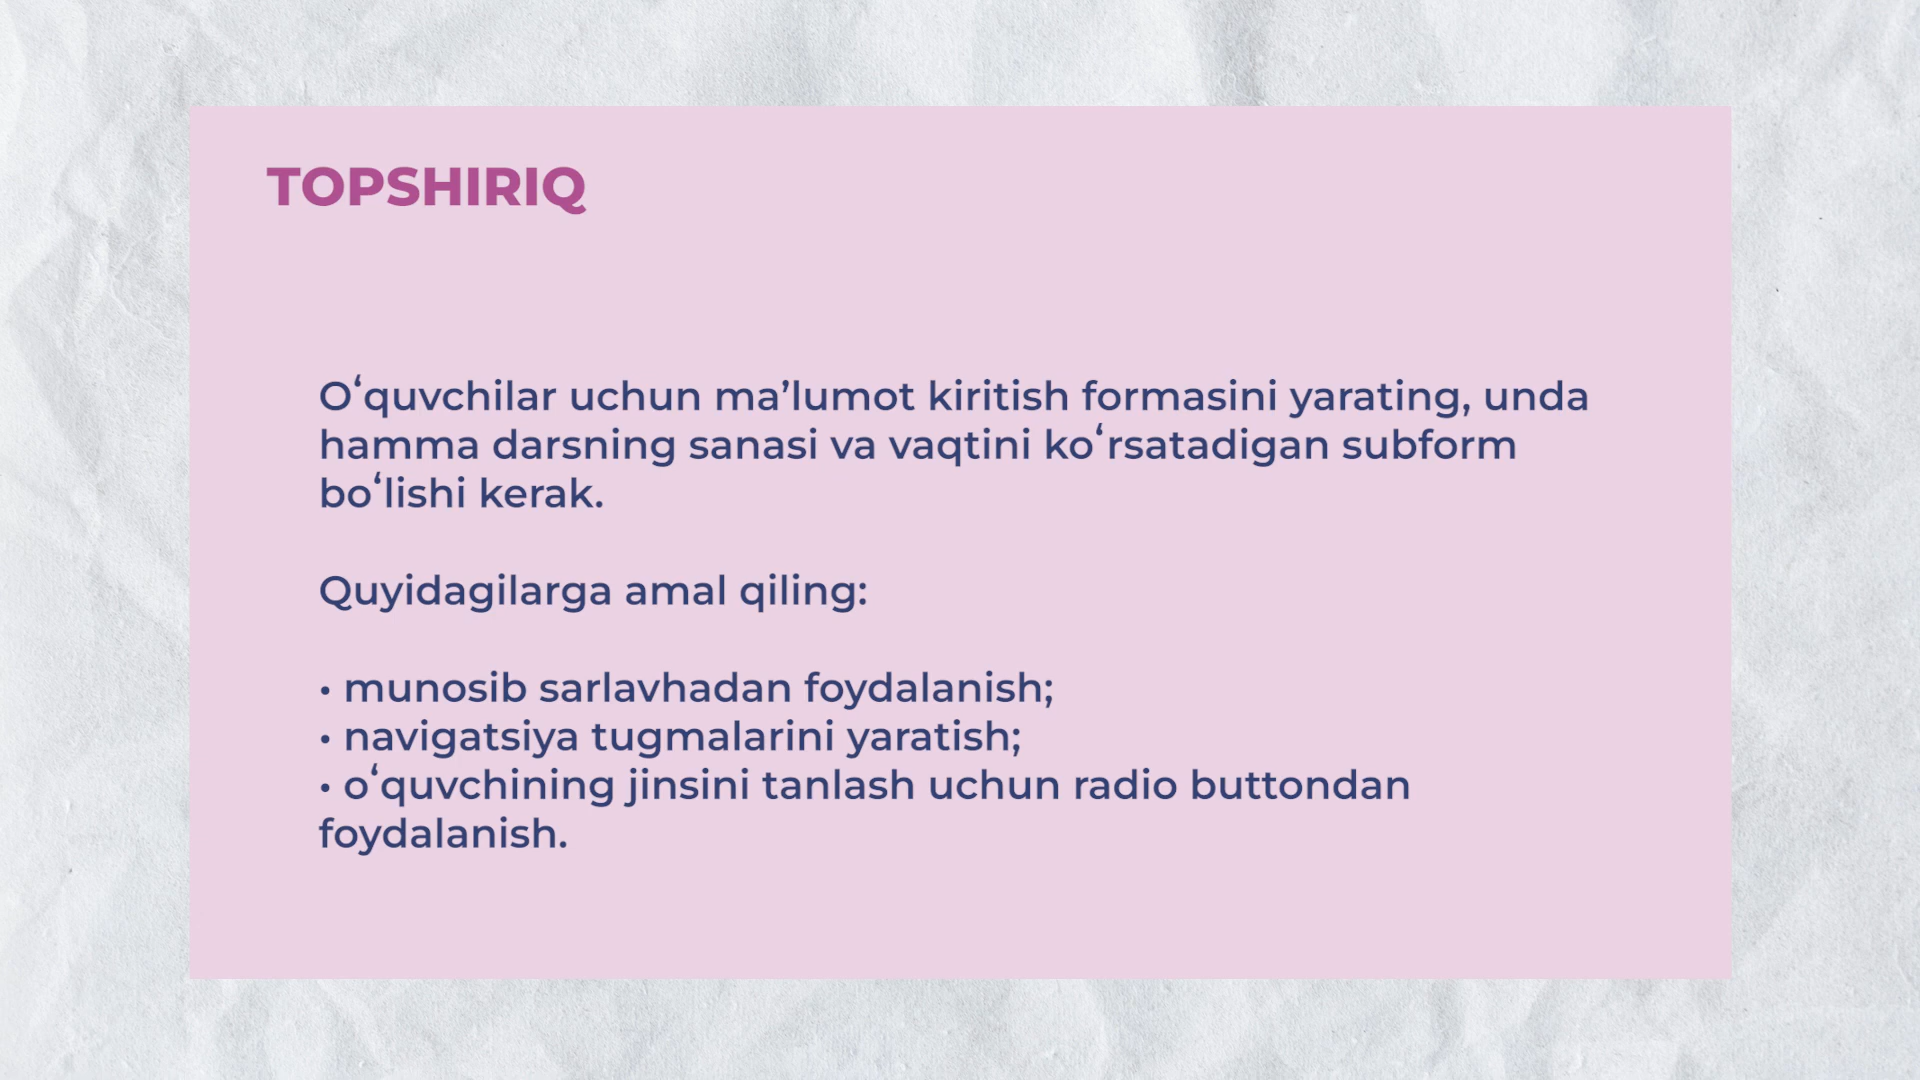 TOPSHIRIQ
Oʻquvchilar uchun ma’lumot kiritish formasini yarating, unda
hamma darsning sanasi va vaqtini koʻrsatadigan subform
boʻlishi kerak.
Quyidagilarga amal qiling:
• munosib sarlavhadan foydalanish;
• navigatsiya tugmalarini yaratish;
• oʻquvchining jinsini tanlash uchun radio buttondan
foydalanish.